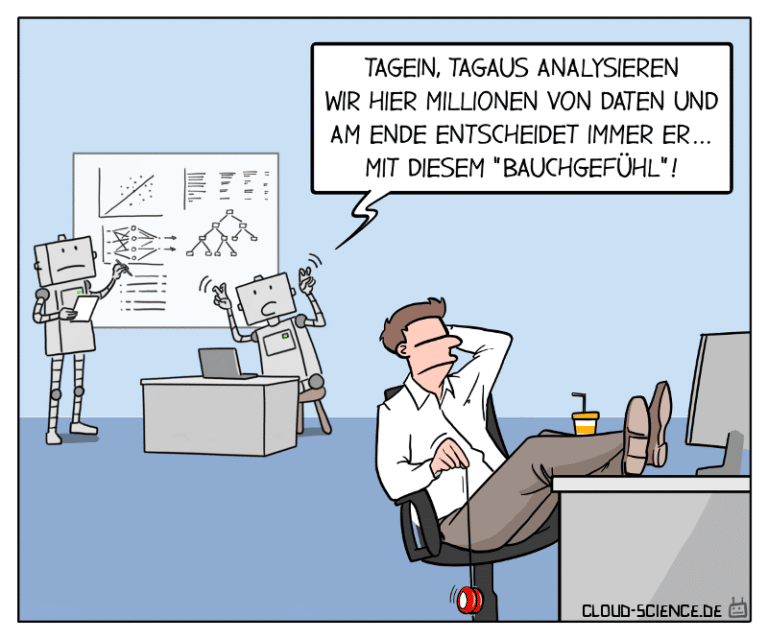 TAGEIN, TAGAUS ANALYSIEREN
WIR HIER MILLIONEN VON DATEN UND
AM ENDE ENTSCHEIDET IMMER ER...
MIT DIESEM "BAUCHGEFÜHL"!
CLOUD-SCIENCE.DE